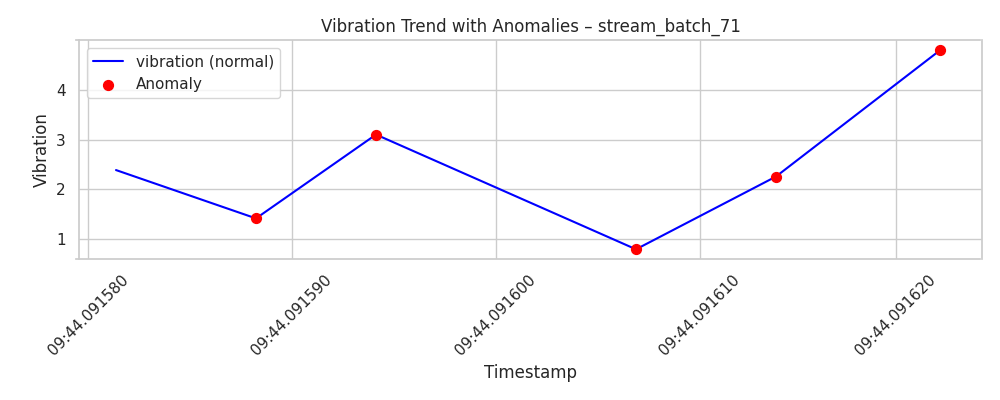 Vibration Trend with Anomalies – stream_batch_71
vibration (normal)
Anomaly
Vibration
4
3
2
1
09:44.091580
09:44.091590
09:44.091600
09:44.091610
09:44.091620
Timestamp